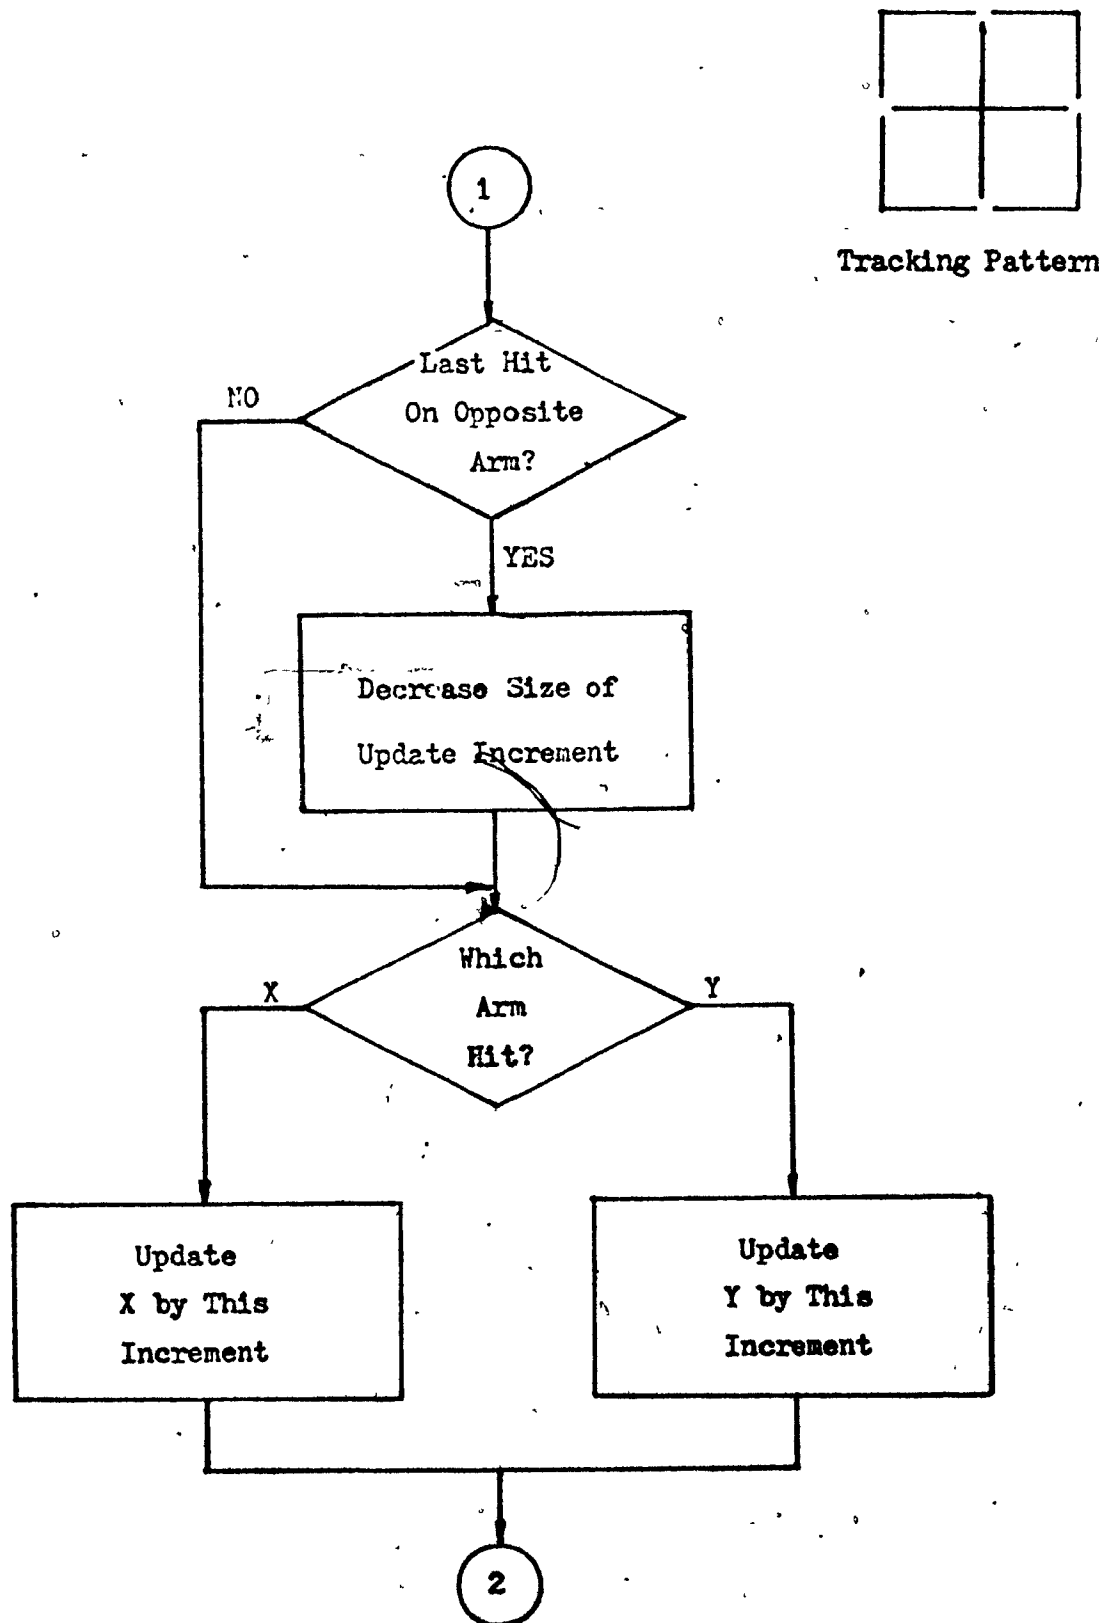 Tracking Pattern
1
Last Hit
On Opposite
Arm?
NO
YES
Decrease Size of
Update Increment
Which
Arm
Hit?
X
Y
Update
X by This
Increment
Update
Y by This
Increment
2